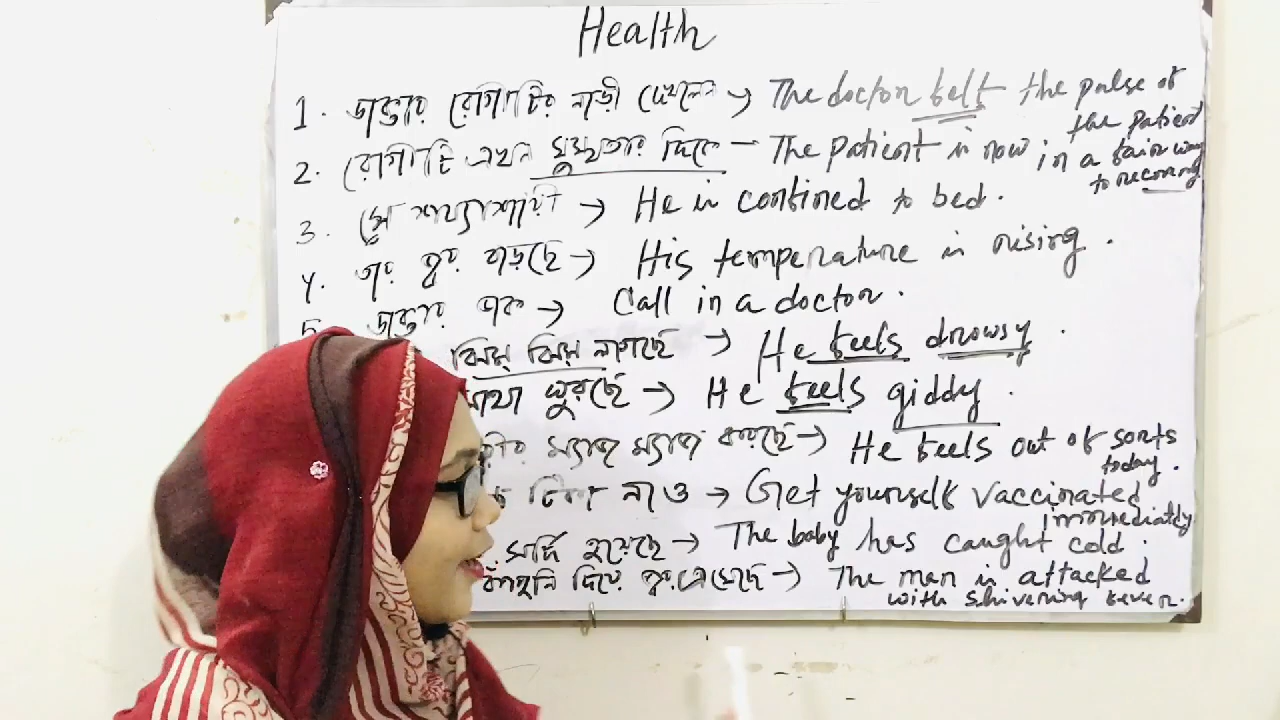 Health
1. ডাক্তার রোগীটির নাড়ী দেখলেন → The doctor felt the pulse of the patient
2. রোগীটি এখন সুস্থতার দিকে — The patient is now in a fair way to recovery
3. সে শয্যাশায়ী → He is confined to bed.
4. তার জ্বর বাড়ছে → His temperature is rising.
5. ডাক্তার ডাক → Call in a doctor.
ঝিম্ ঝিম্ লাগছে → He feels drowsy.
মাথা ঘুরছে → He feels giddy.
ম্যাজ ম্যাজ করছে → He feels out of sorts today.
টিকা নাও → Get yourself vaccinated immediately
সর্দি হয়েছে → The baby has caught cold.
কাঁপুনি দিয়ে জ্বর এসেছে → The man is attacked with shivering fever.